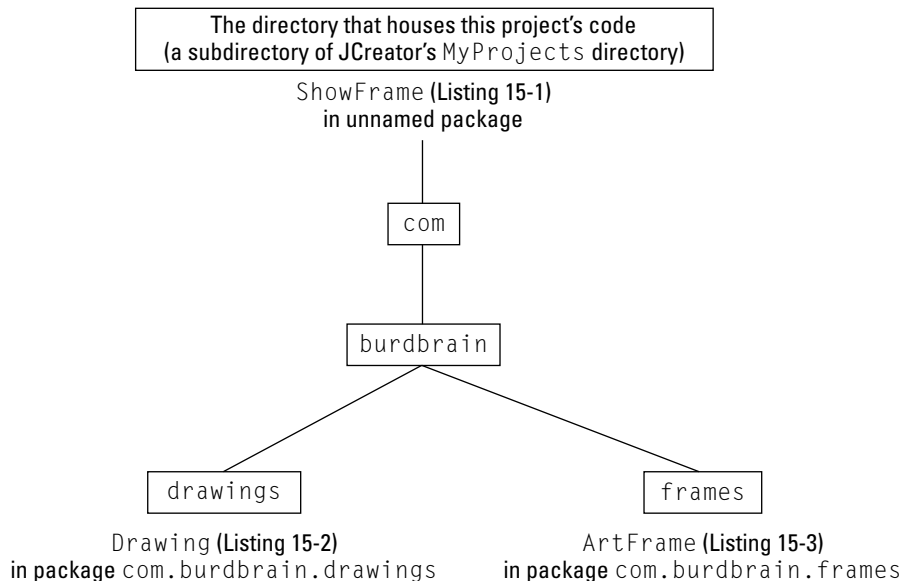 The directory that houses this project's code
(a subdirectory of JCreator's MyProjects directory)
ShowFrame (Listing 15-1)
in unnamed package
com
burdbrain
drawings
frames
Drawing (Listing 15-2)
in package com.burdbrain.drawings
ArtFrame (Listing 15-3)
in package com.burdbrain.frames